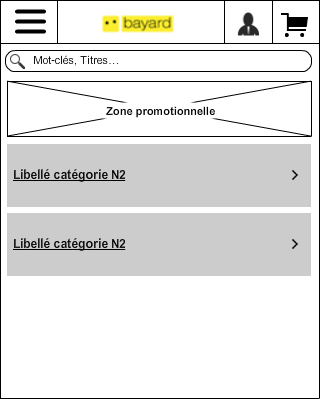 bayard
Mot-clés, Titres...
Zone promotionnelle
Libellé catégorie N2
Libellé catégorie N2